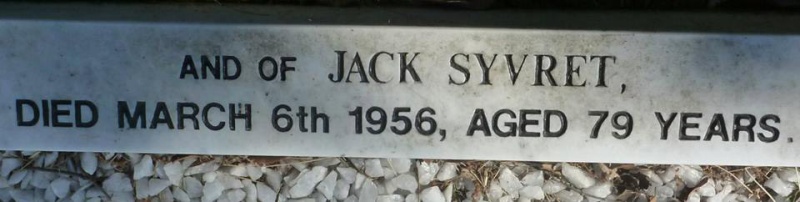 AND OF JACK SYVRET,
DIED MARCH 6th 1956, AGED 79 YEARS.